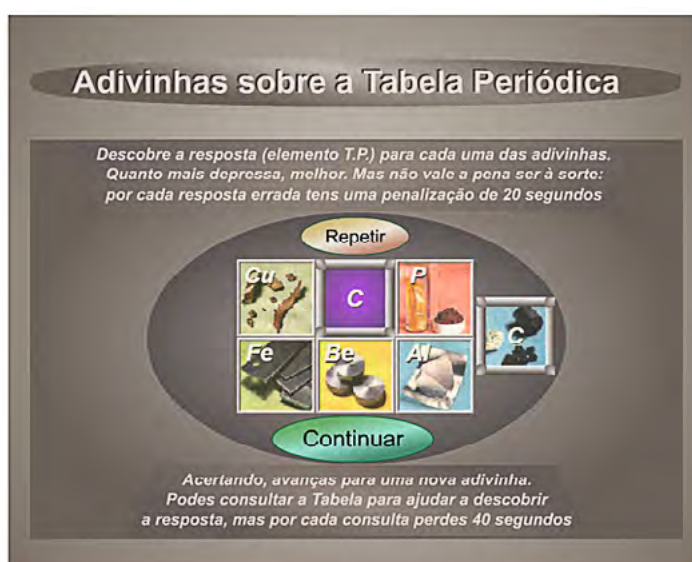 Adivinhas sobre a Tabela Periódica
Descobre a resposta (elemento T.P.) para cada uma das adivinhas.
Quanto mais depressa, melhor. Mas não vale a pena ser à sorte:
por cada resposta errada tens uma penalização de 20 segundos
Repetir
Cu
C
P
C
Fe
Be
Al
Continuar
Acertando, avanças para uma nova adivinha.
Podes consultar a Tabela para ajudar a descobrir
a resposta, mas por cada consulta perdes 40 segundos